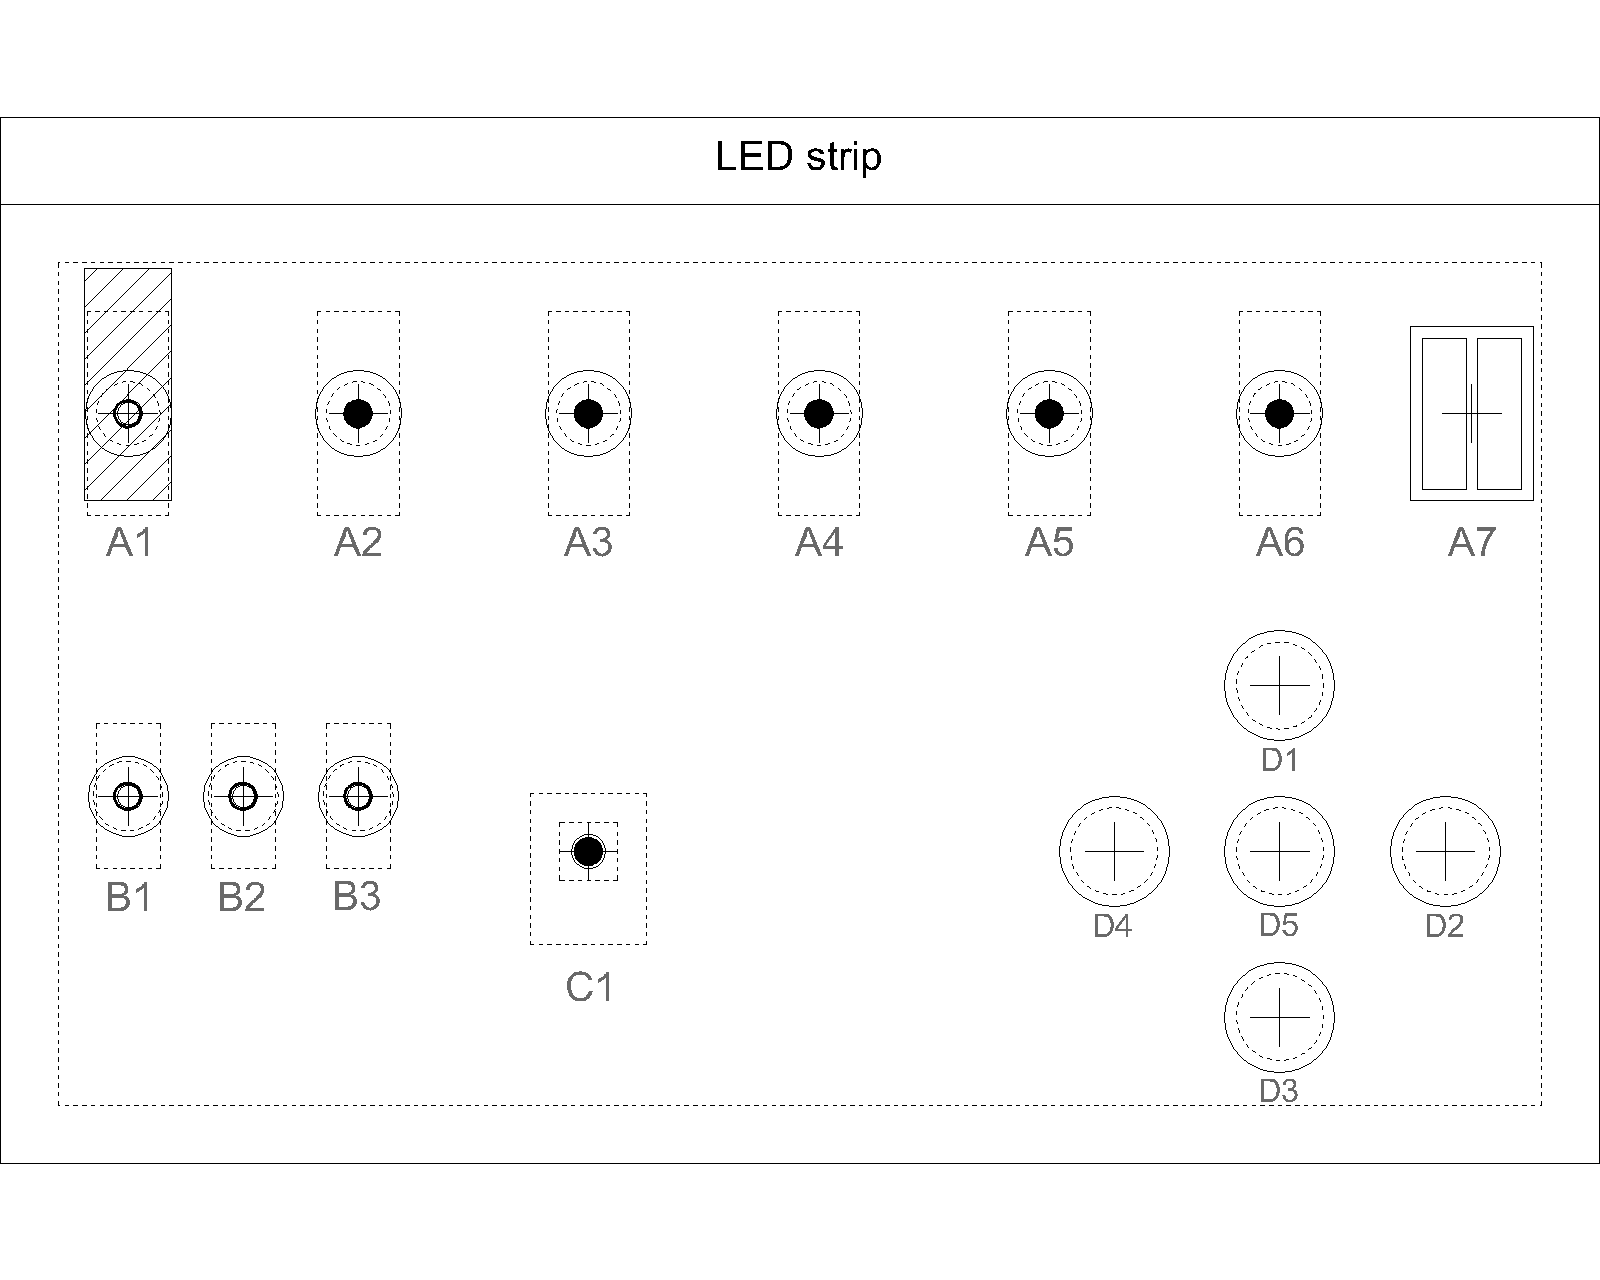 LED strip
A1 A2 A3 A4 A5 A6 A7
D1
B1 B2 B3
D4 D5 D2
C1
D3